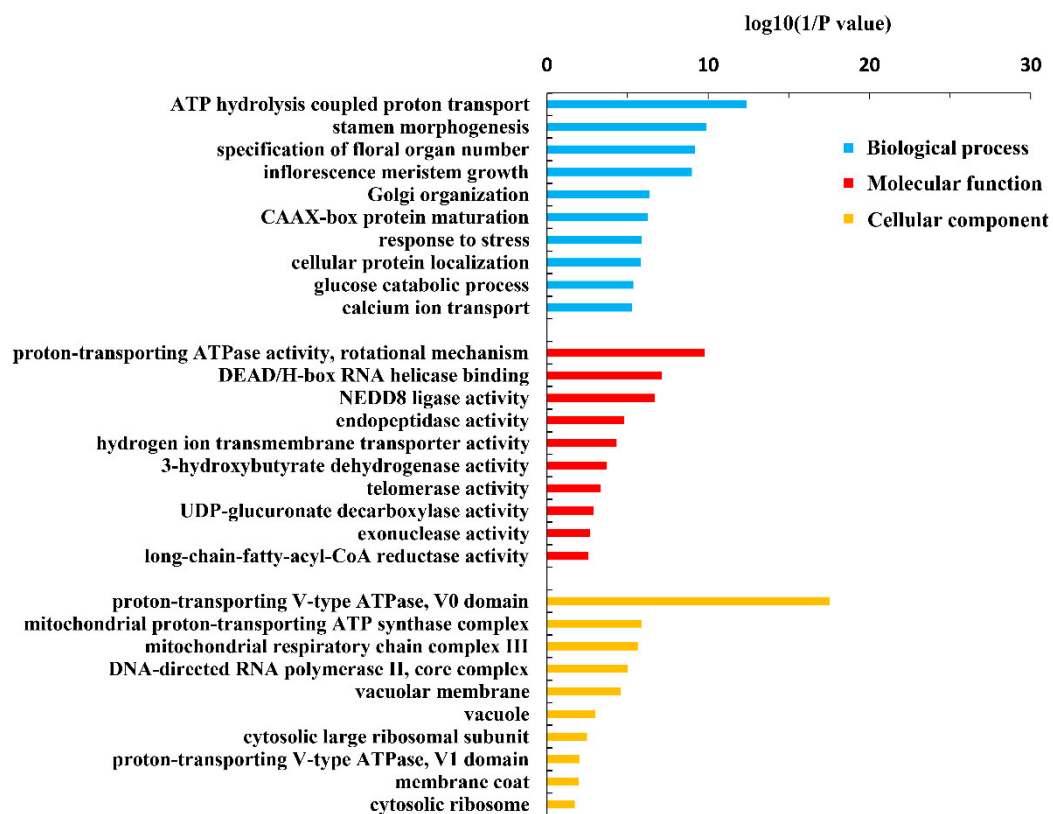 log10(1/P value)
0 10 20 30
ATP hydrolysis coupled proton transport
stamen morphogenesis
specification of floral organ number
inflorescence meristem growth
Golgi organization
CAAX-box protein maturation
response to stress
cellular protein localization
glucose catabolic process
calcium ion transport
Biological process
Molecular function
Cellular component
proton-transporting ATPase activity, rotational mechanism
DEAD/H-box RNA helicase binding
NEDD8 ligase activity
endopeptidase activity
hydrogen ion transmembrane transporter activity
3-hydroxybutyrate dehydrogenase activity
telomerase activity
UDP-glucuronate decarboxylase activity
exonuclease activity
long-chain-fatty-acyl-CoA reductase activity
proton-transporting V-type ATPase, V0 domain
mitochondrial proton-transporting ATP synthase complex
mitochondrial respiratory chain complex III
DNA-directed RNA polymerase II, core complex
vacuolar membrane
vacuole
cytosolic large ribosomal subunit
proton-transporting V-type ATPase, V1 domain
membrane coat
cytosolic ribosome